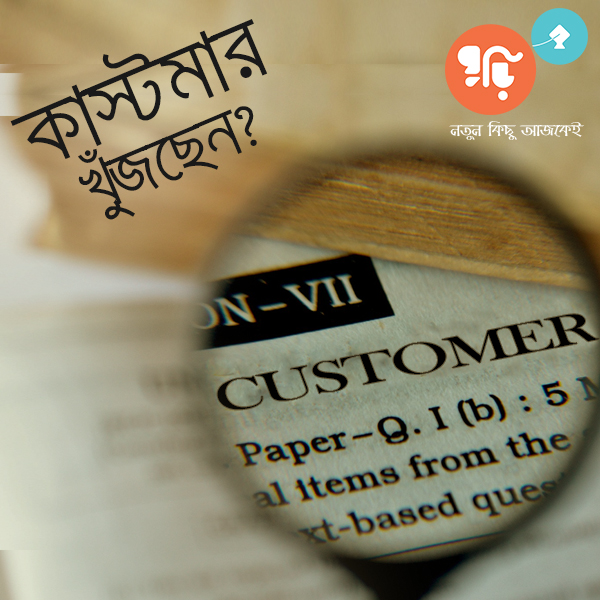 কাস্টমার
খুঁজছেন?
ঘুড়ি
নতুন কিছু আজকেই
ON-VII
CUSTOMER
Paper-Q. I (b) : 5
al items from the
xt-based ques